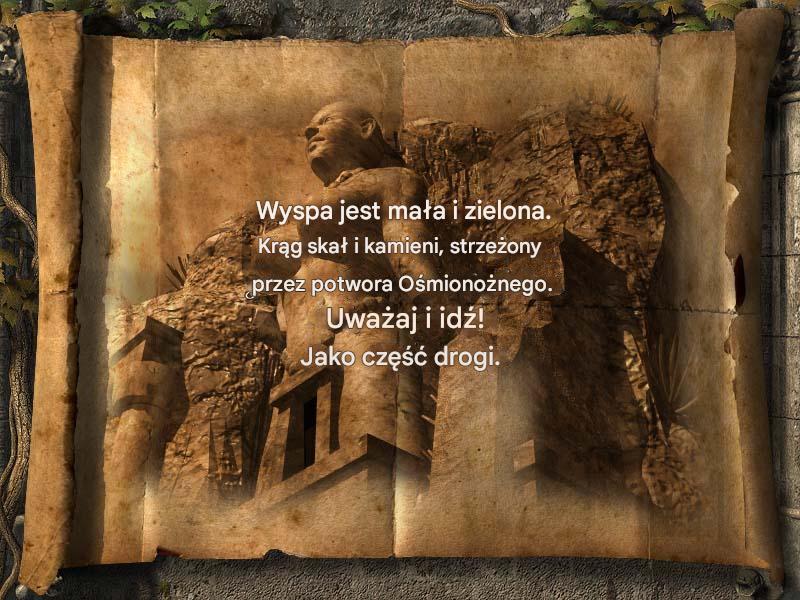 Wyspa jest mała i zielona.
Krąg skał i kamieni, strzeżony
przez potwora Ośmionożnego.
Uważaj i idź!
Jako część drogi.